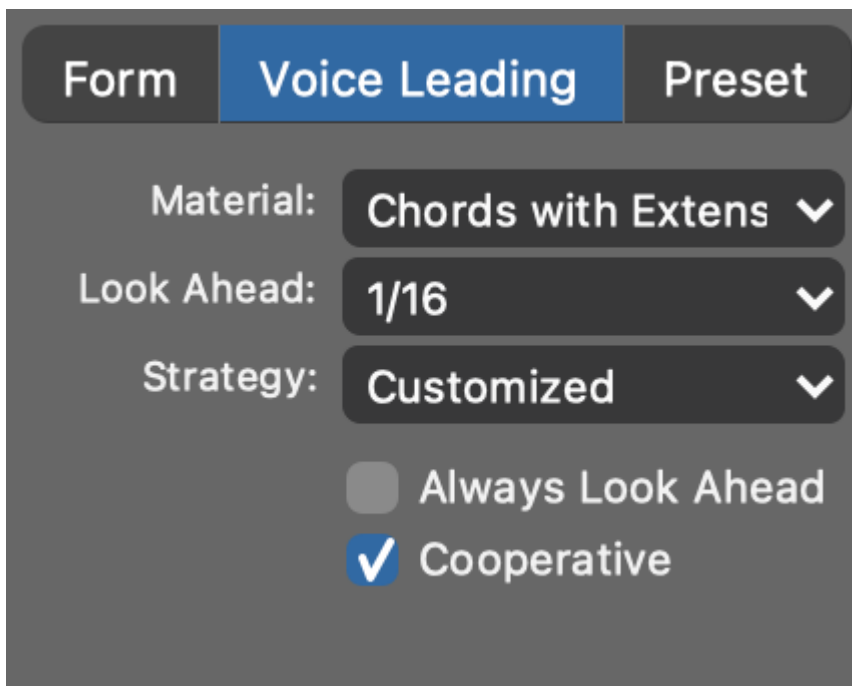 Form Voice Leading Preset
Material: Chords with Extens
Look Ahead: 1/16
Strategy: Customized
Always Look Ahead
Cooperative